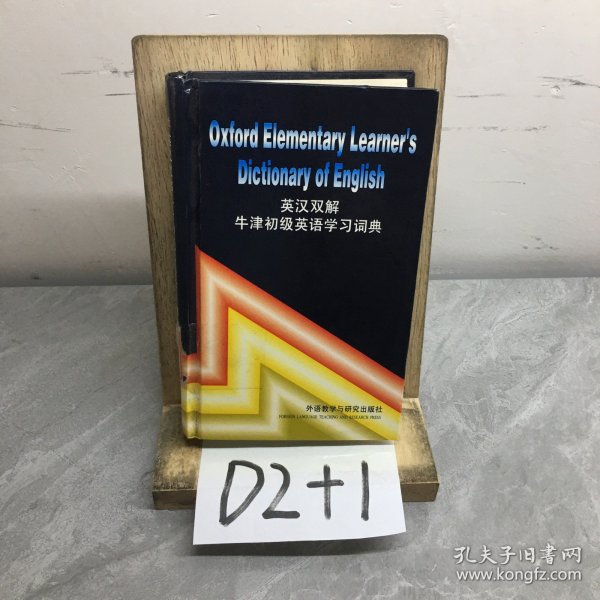 Oxford Elementary Learner's
Dictionary of English
英汉双解
牛津初级英语学习词典
外语教学与研究出版社
FOREIGN LANGUAGE TEACHING AND RESEARCH PRESS
D2+1
孔夫子旧书网
www.kongfz.com